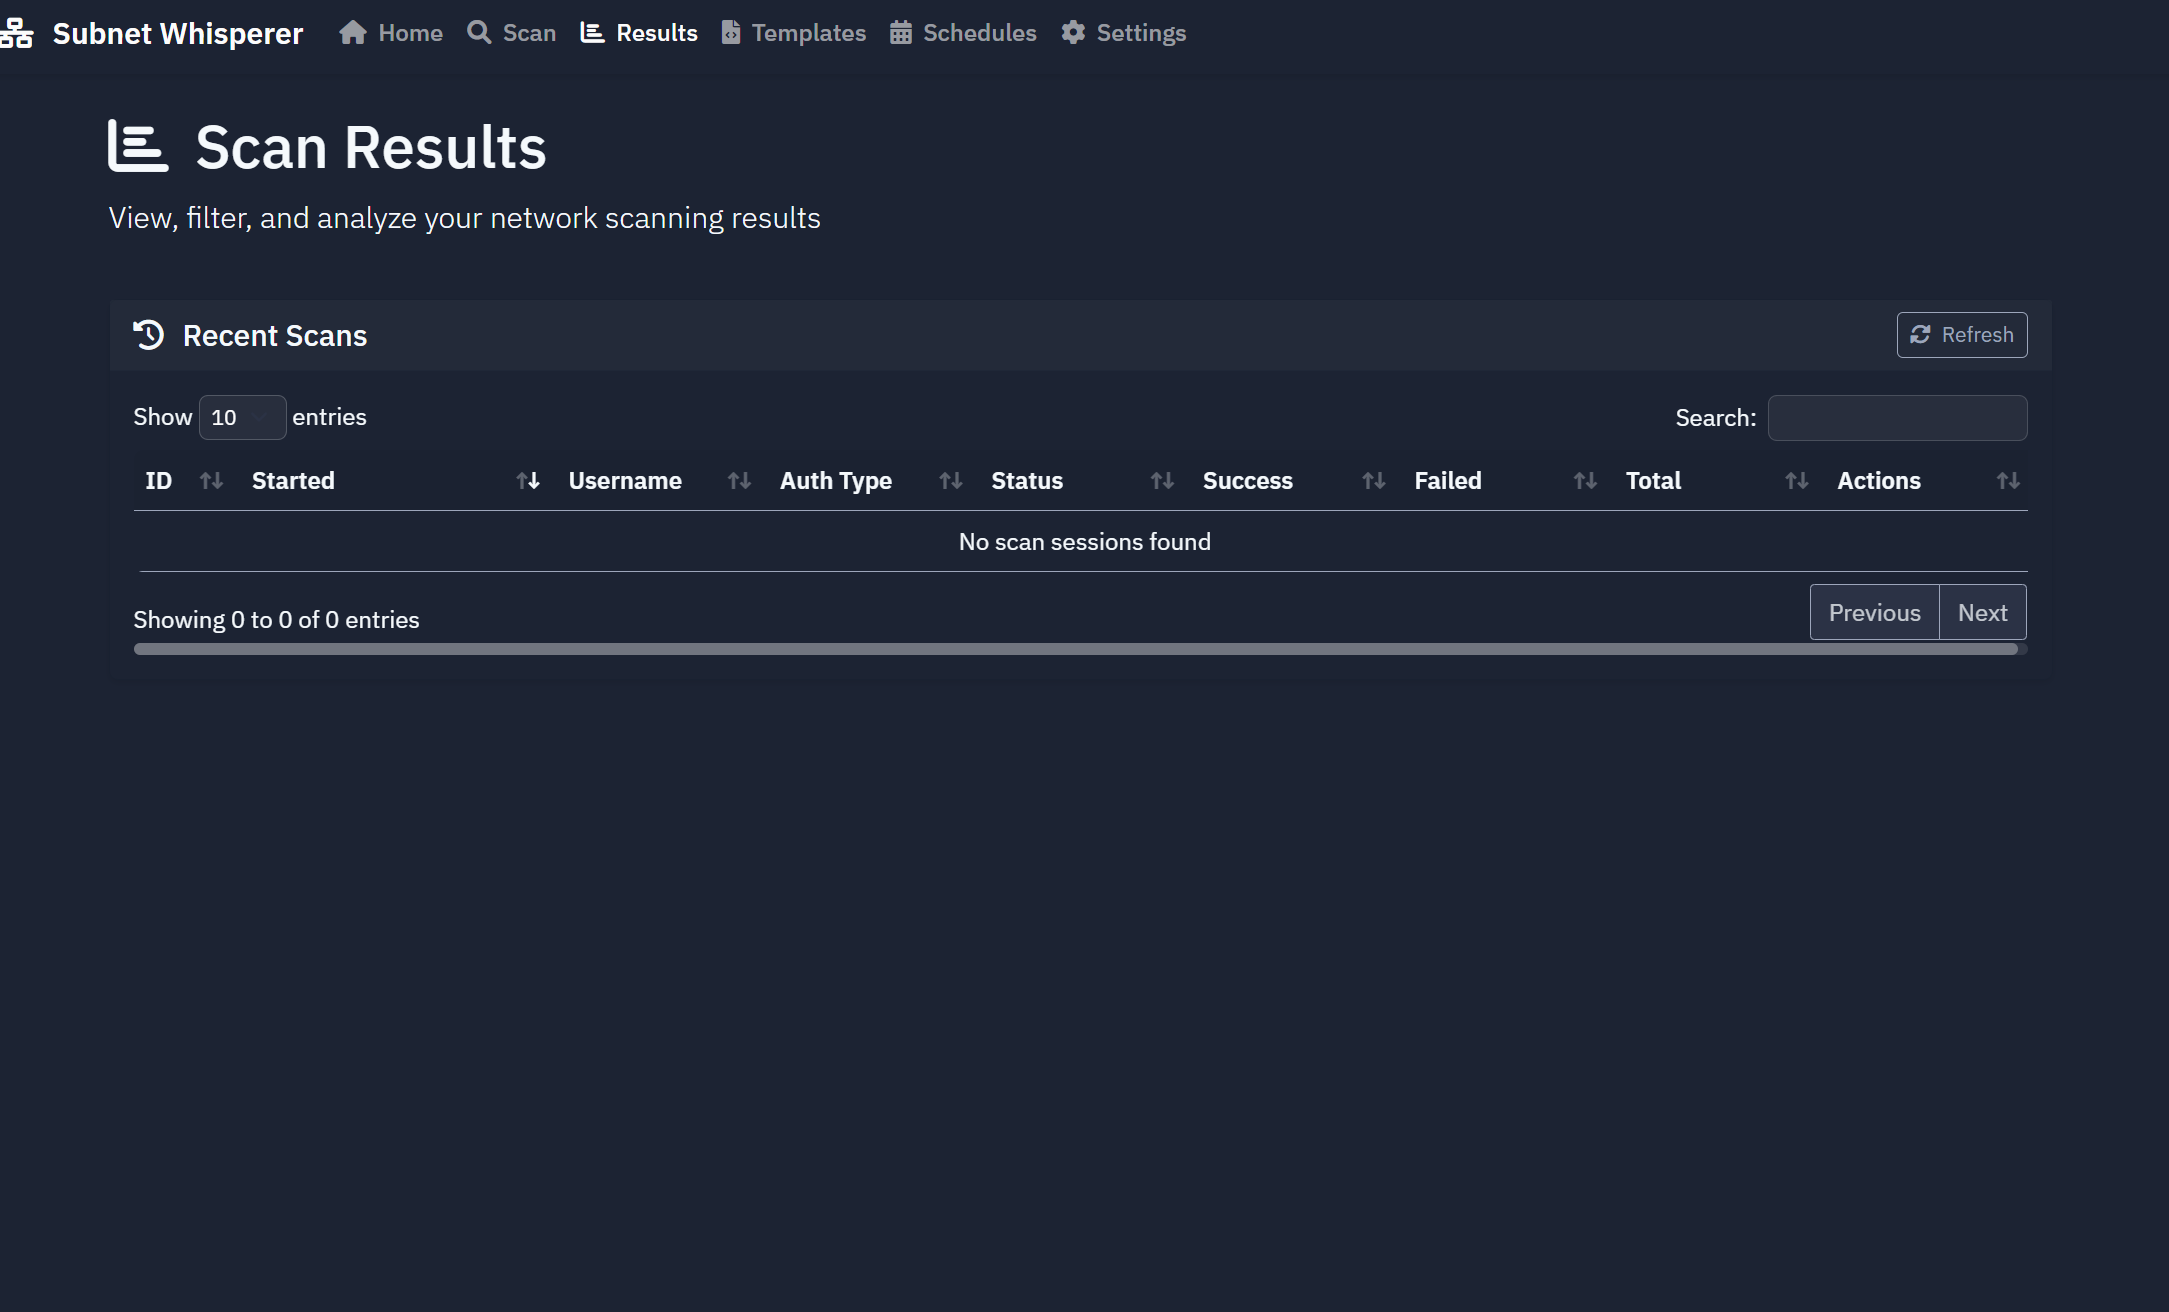 Subnet Whisperer Home Scan Results Templates Schedules Settings
Scan Results
View, filter, and analyze your network scanning results
Recent Scans Refresh
Show 10 entries Search:
ID Started Username Auth Type Status Success Failed Total Actions
No scan sessions found
Showing 0 to 0 of 0 entries Previous Next